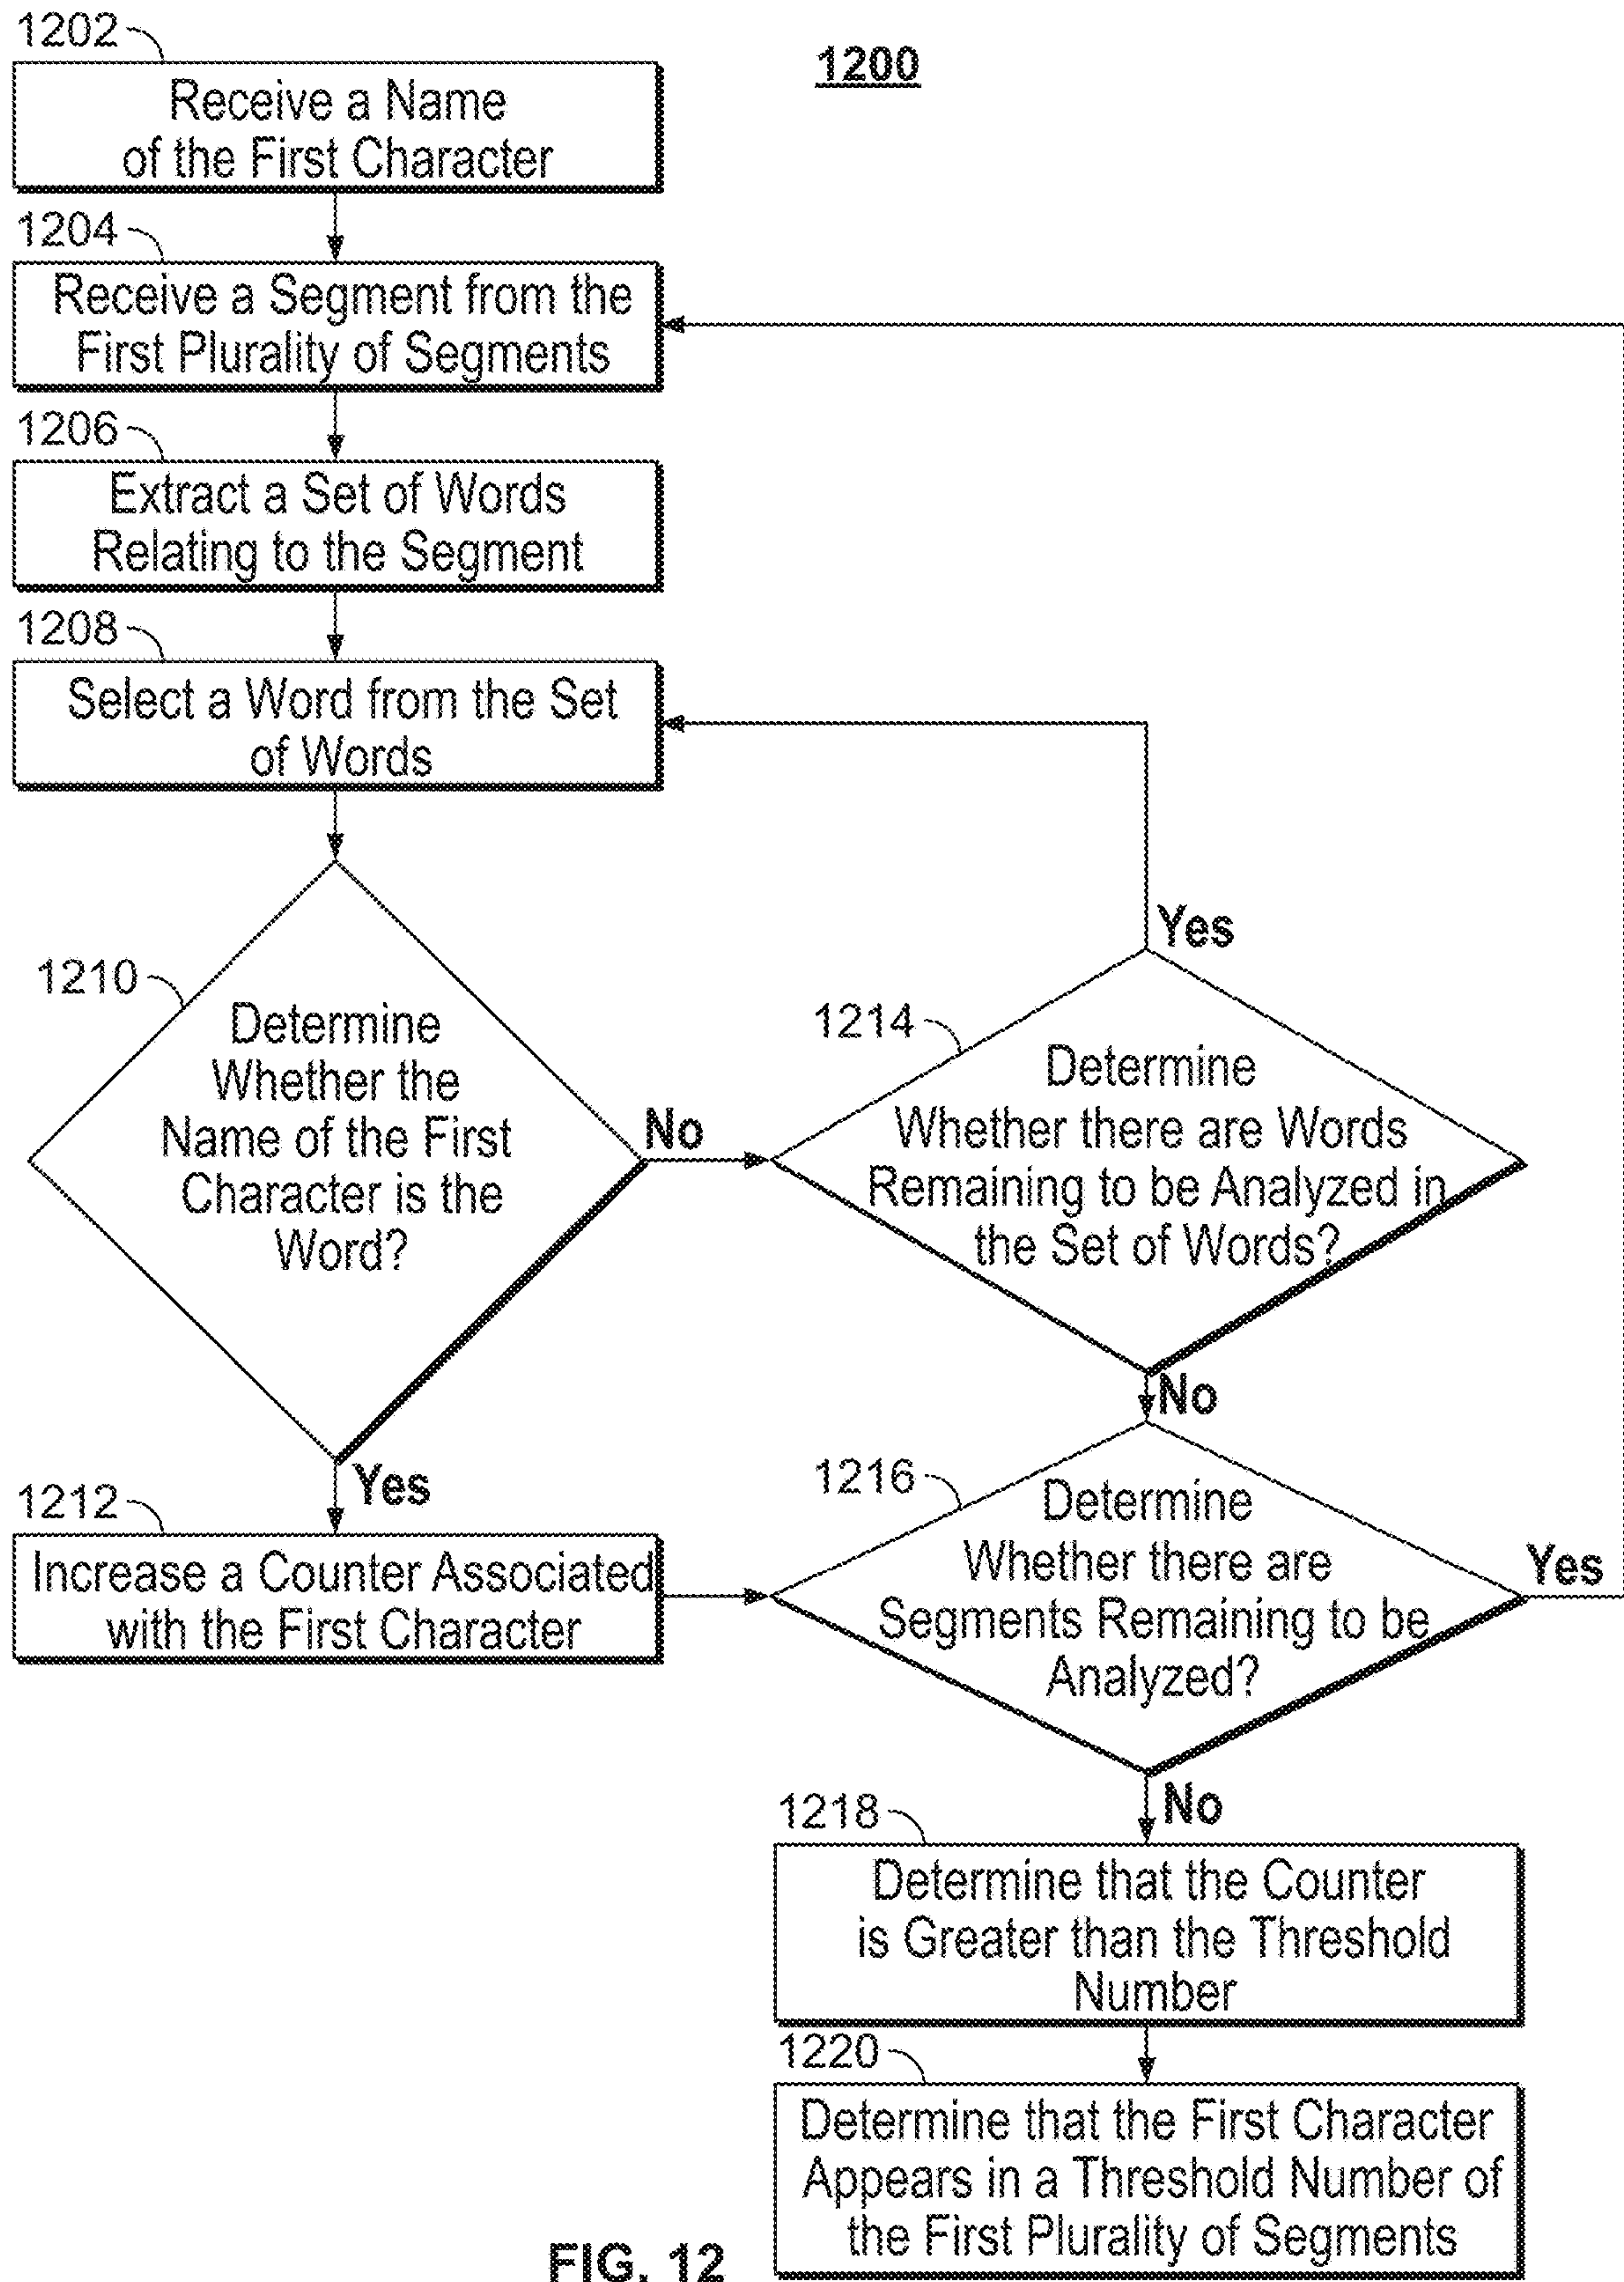 1200
1202
Receive a Name
of the First Character
1204
Receive a Segment from the
First Plurality of Segments
1206
Extract a Set of Words
Relating to the Segment
1208
Select a Word from the Set
of Words
1210
Determine
Whether the
Name of the First
Character is the
Word?
No
Yes
1212
Increase a Counter Associated
with the First Character
Yes
1214
Determine
Whether there are Words
Remaining to be Analyzed in
the Set of Words?
No
1216
Determine
Whether there are
Segments Remaining to be
Analyzed?
Yes
No
1218
Determine that the Counter
is Greater than the Threshold
Number
1220
Determine that the First Character
Appears in a Threshold Number of
the First Plurality of Segments
FIG. 12